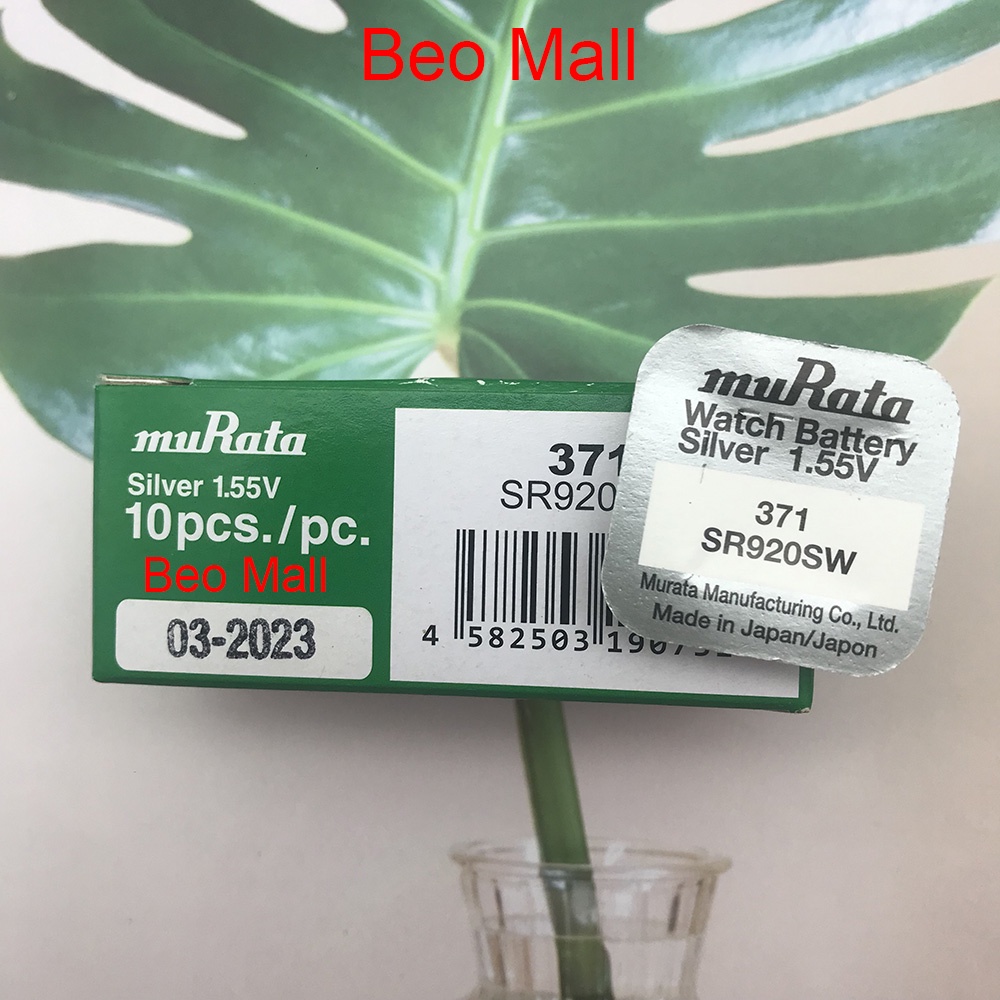 Beo Mall
muRata
Silver 1.55V
10pcs./pc.
Beo Mall
03-2023
371
SR920
4 582503 1907
muRata
Watch Battery
Silver 1.55V
371
SR920SW
Murata Manufacturing Co., Ltd.
Made in Japan/Japon